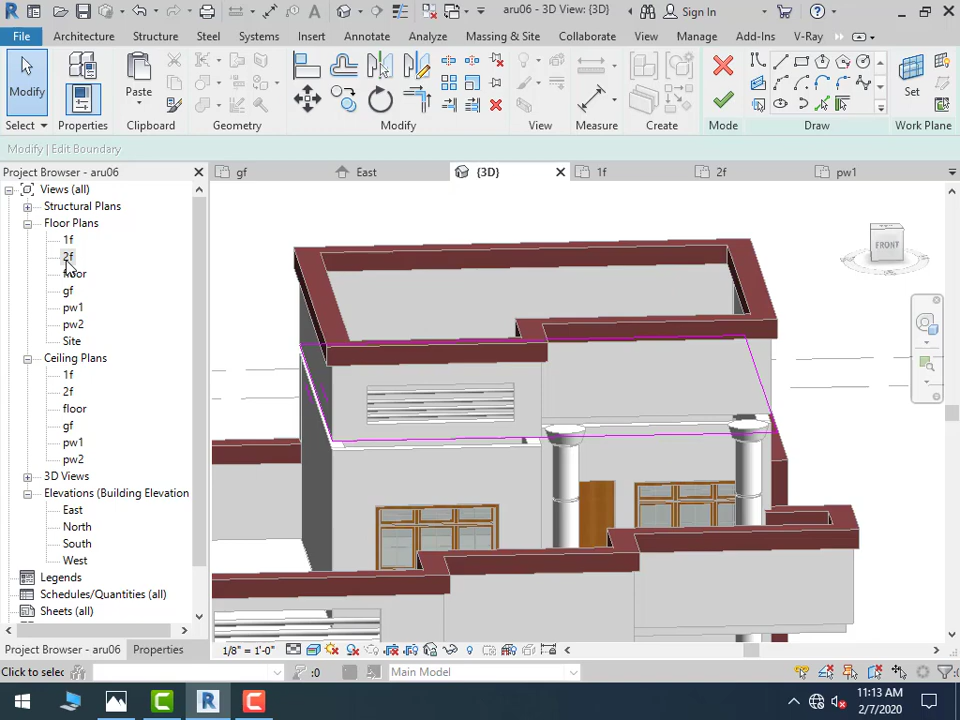 aru06 - 3D View: {3D}
Sign In
File Architecture Structure Steel Systems Insert Annotate Analyze Massing & Site Collaborate View Manage Add-Ins V-Ray
Modify
Paste
Set
Select Properties Clipboard Geometry Modify View Measure Create Mode Draw Work Plane
Modify | Edit Boundary
Project Browser - aru06
gf East {3D} 1f 2f pw1
Views (all)
Structural Plans
Floor Plans
1f
2f
floor
gf
pw1
pw2
Site
Ceiling Plans
1f
2f
floor
gf
pw1
pw2
3D Views
Elevations (Building Elevation
East
North
South
West
Legends
Schedules/Quantities (all)
Sheets (all)
FRONT
Project Browser - aru06 Properties
1/8" = 1'-0"
Click to selec
:0
Main Model
:0
11:13 AM
2/7/2020